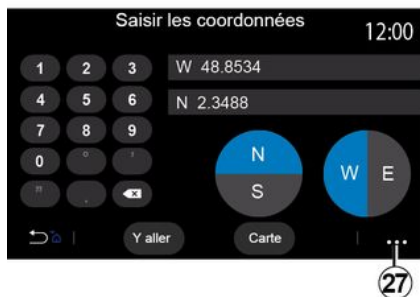 Saisir les coordonnées
12:00
1 2 3
W 48.8534
4 5 6
N 2.3488
7 8 9
0 ° '
" .
N
S
W E
Y aller
Carte
...
27